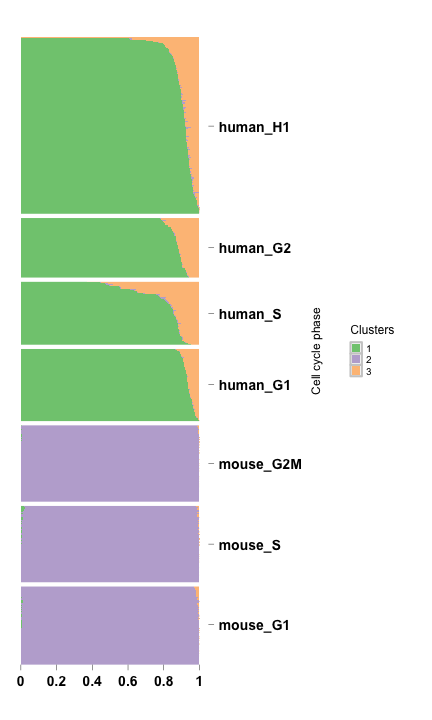 human_H1
human_G2
human_S
human_G1
mouse_G2M
mouse_S
mouse_G1
Cell cycle phase
Clusters
1
2
3
0 0.2 0.4 0.6 0.8 1